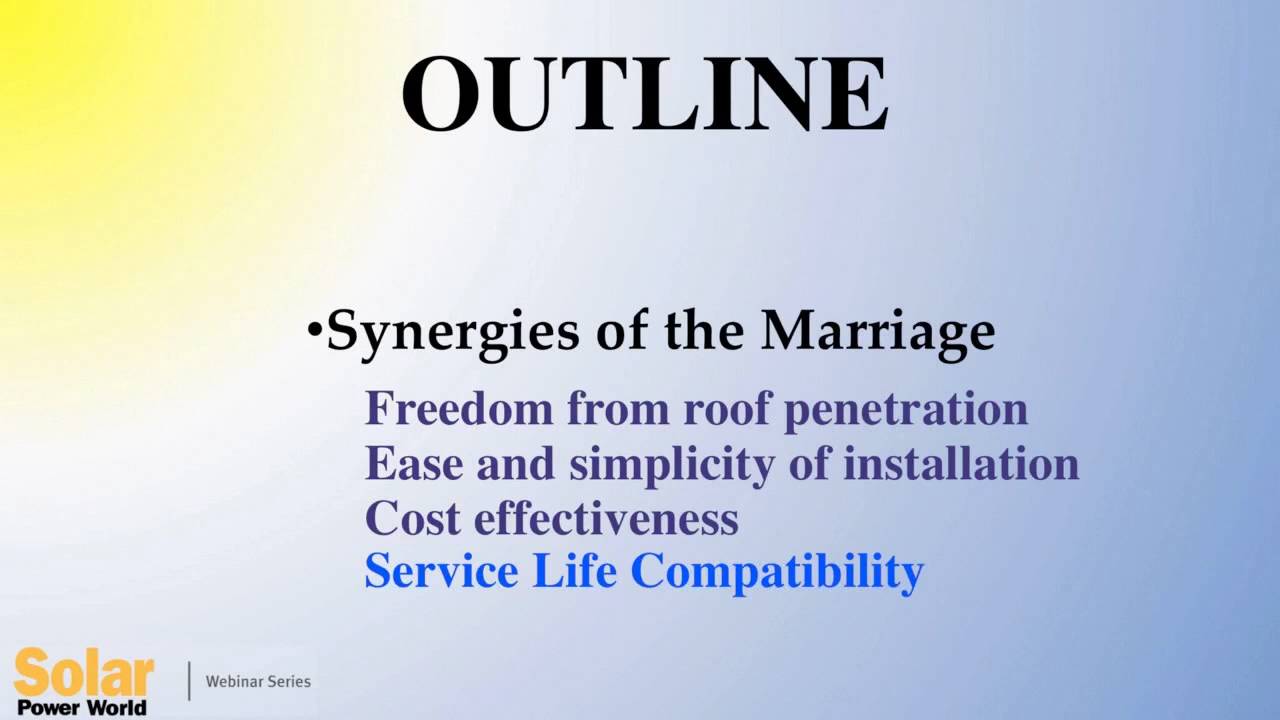 OUTLINE
•Synergies of the Marriage
Freedom from roof penetration
Ease and simplicity of installation
Cost effectiveness
Service Life Compatibility
Solar
Power World
Webinar Series